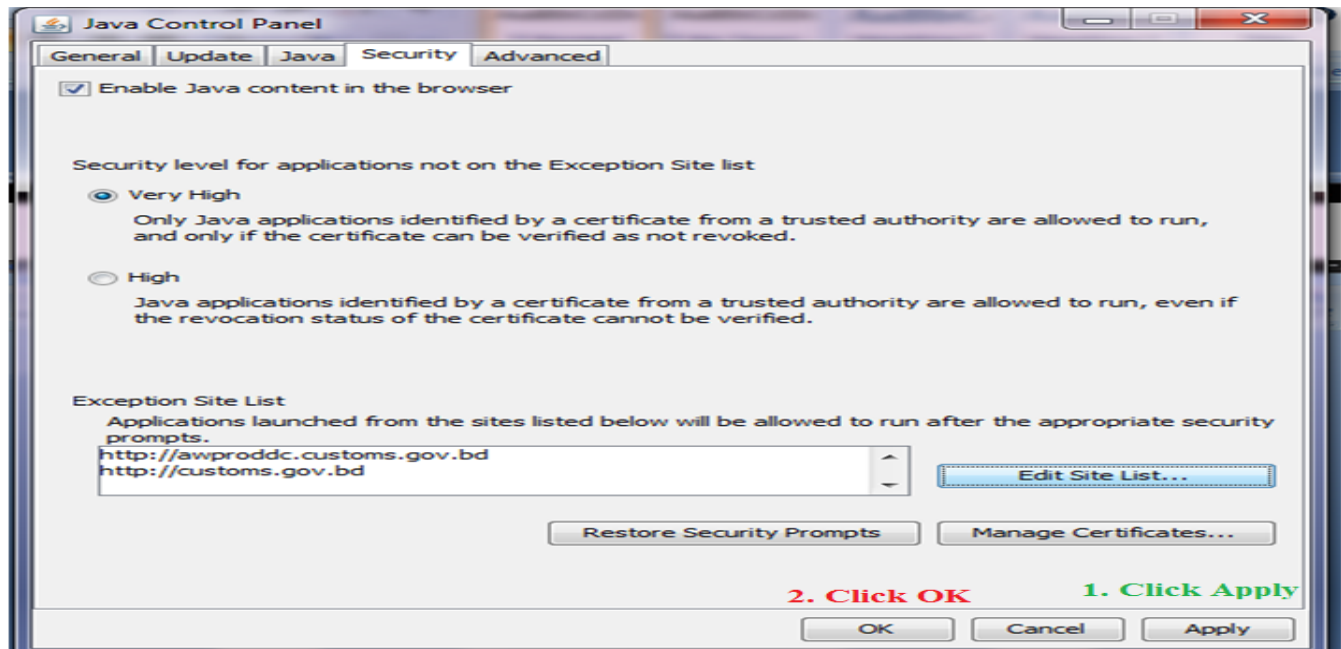 Java Control Panel
General Update Java Security Advanced
Enable Java content in the browser
Security level for applications not on the Exception Site list
Very High
Only Java applications identified by a certificate from a trusted authority are allowed to run,
and only if the certificate can be verified as not revoked.
High
Java applications identified by a certificate from a trusted authority are allowed to run, even if
the revocation status of the certificate cannot be verified.
Exception Site List
Applications launched from the sites listed below will be allowed to run after the appropriate security
prompts.
http://awproddc.customs.gov.bd
http://customs.gov.bd
Edit Site List...
Restore Security Prompts Manage Certificates...
2. Click OK 1. Click Apply
OK Cancel Apply